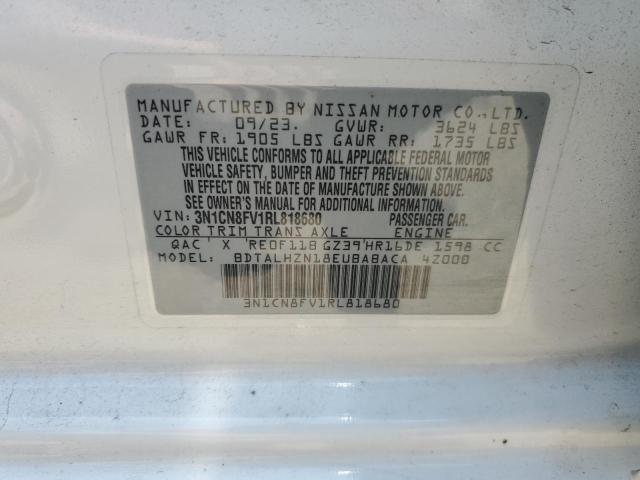 MANUFACTURED BY NISSAN MOTOR CO.,LTD.
DATE: 09/23. GVWR: 3624 LBS
GAWR FR: 1905 LBS GAWR RR: 1735 LBS
THIS VEHICLE CONFORMS TO ALL APPLICABLE FEDERAL MOTOR
VEHICLE SAFETY, BUMPER AND THEFT PREVENTION STANDARDS
IN EFFECT ON THE DATE OF MANUFACTURE SHOWN ABOVE.
SEE OWNER'S MANUAL FOR ADDITIONAL INFORMATION.
VIN: 3N1CN8FV1RL818680 PASSENGER CAR.
COLOR TRIM TRANS AXLE ENGINE
QAC X RE0F11B GZ39 HR16DE 1598 CC
MODEL: BDTALHZN18EUBABACA 4Z000
3N1CN8FV1RL818680